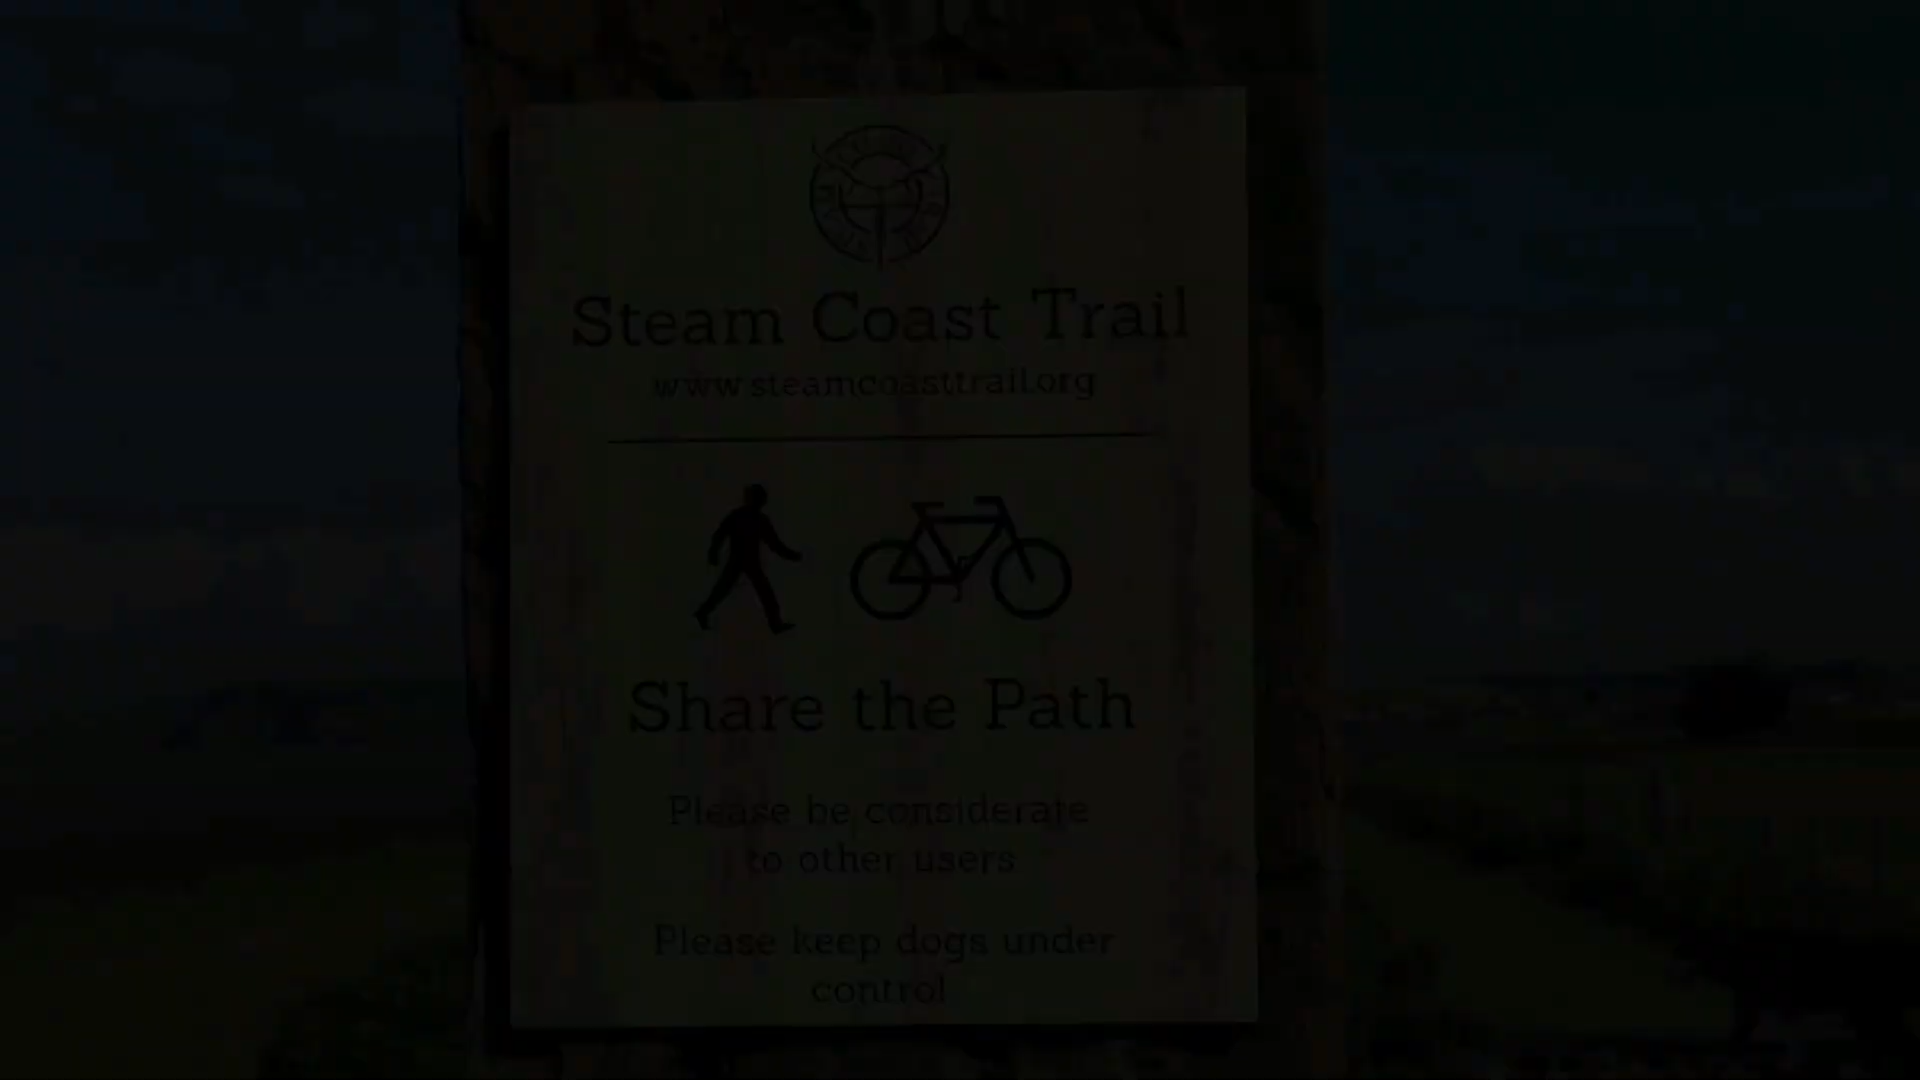 Steam Coast Trail
www.steamcoasttrail.org
Share the Path
Please be considerate
to other users
Please keep dogs under
control